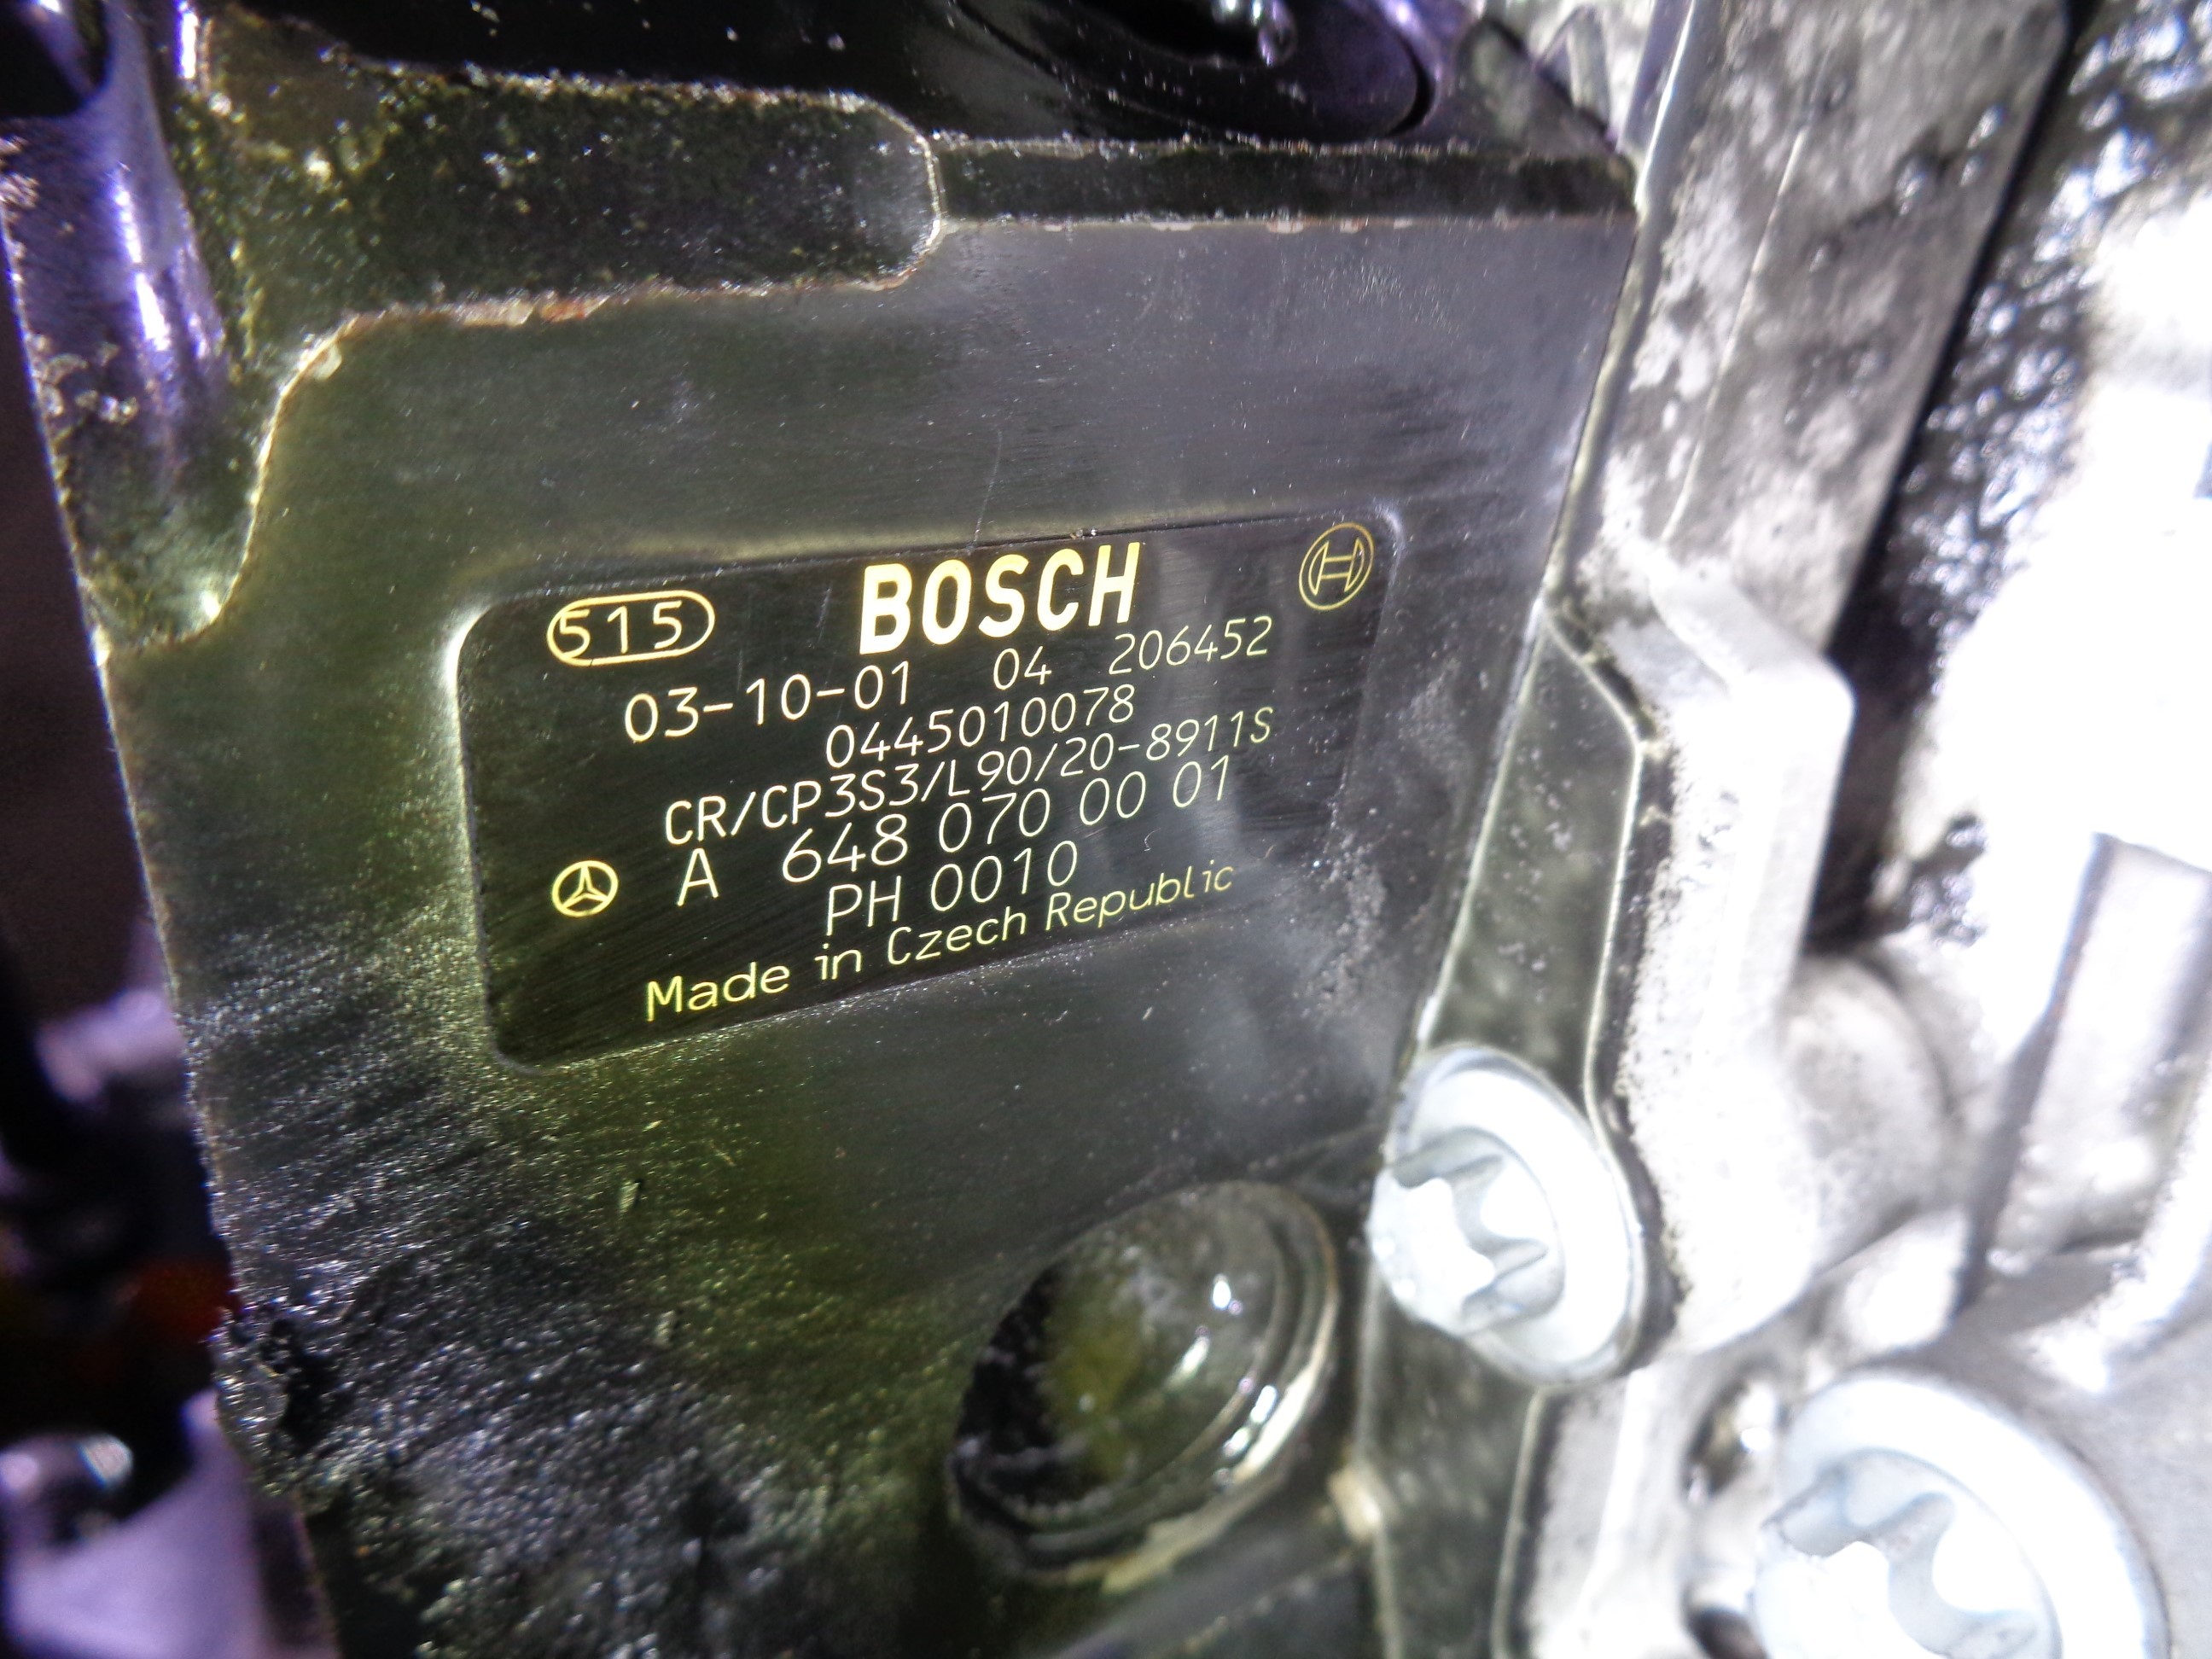 515 BOSCH
03-10-01 04 206452
0445010078
CR/CP3S3/L90/20-8911S
A 648 070 00 01
PH 0010
Made in Czech Republic